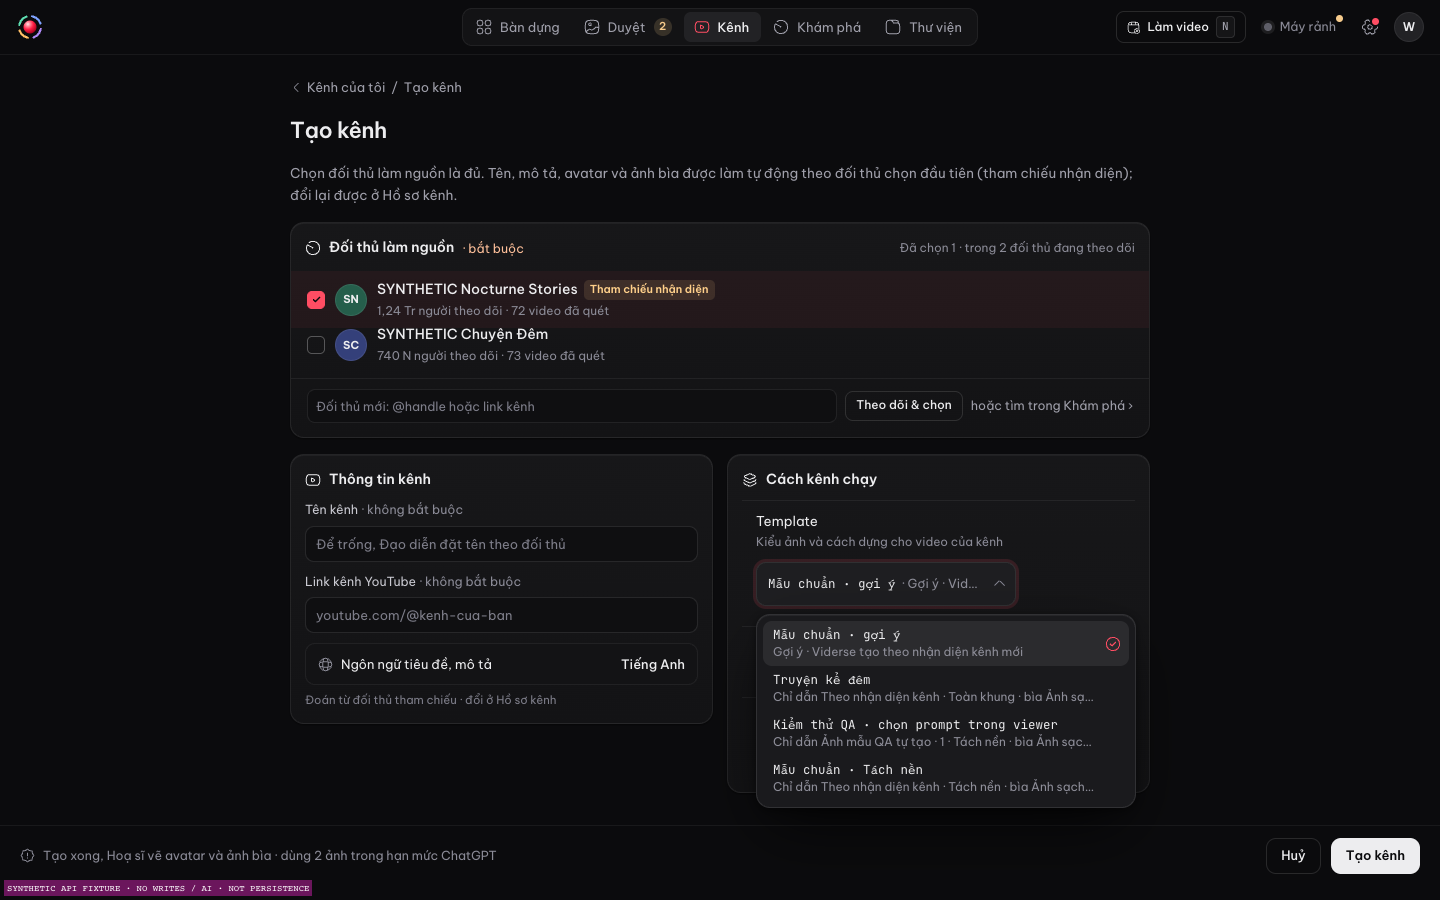 Bàn dựng
Duyệt 2
Kênh
Khám phá
Thư viện
Làm video N
Máy rảnh
W
Kênh của tôi / Tạo kênh
Tạo kênh
Chọn đối thủ làm nguồn là đủ. Tên, mô tả, avatar và ảnh bìa được làm tự động theo đối thủ chọn đầu tiên (tham chiếu nhận diện);
đổi lại được ở Hồ sơ kênh.
Đối thủ làm nguồn · bắt buộc
Đã chọn 1 · trong 2 đối thủ đang theo dõi
SN
SYNTHETIC Nocturne Stories Tham chiếu nhận diện
1,24 Tr người theo dõi · 72 video đã quét
SC
SYNTHETIC Chuyện Đêm
740 N người theo dõi · 73 video đã quét
Đối thủ mới: @handle hoặc link kênh
Theo dõi & chọn
hoặc tìm trong Khám phá ›
Thông tin kênh
Tên kênh · không bắt buộc
Để trống, Đạo diễn đặt tên theo đối thủ
Link kênh YouTube · không bắt buộc
youtube.com/@kenh-cua-ban
Ngôn ngữ tiêu đề, mô tả Tiếng Anh
Đoán từ đối thủ tham chiếu · đổi ở Hồ sơ kênh
Cách kênh chạy
Template
Kiểu ảnh và cách dựng cho video của kênh
Mẫu chuẩn · gợi ý · Gợi ý · Vid...
Mẫu chuẩn · gợi ý
Gợi ý · Viderse tạo theo nhận diện kênh mới
Truyện kể đêm
Chỉ dẫn Theo nhận diện kênh · Toàn khung · bìa Ảnh sạ...
Kiểm thử QA · chọn prompt trong viewer
Chỉ dẫn Ảnh mẫu QA tự tạo · 1 · Tách nền · bìa Ảnh sạc...
Mẫu chuẩn · Tách nền
Chỉ dẫn Theo nhận diện kênh · Tách nền · bìa Ảnh sạch...
Tạo xong, Hoạ sĩ vẽ avatar và ảnh bìa · dùng 2 ảnh trong hạn mức ChatGPT
Huỷ
Tạo kênh
SYNTHETIC API FIXTURE · NO WRITES / AI · NOT PERSISTENCE